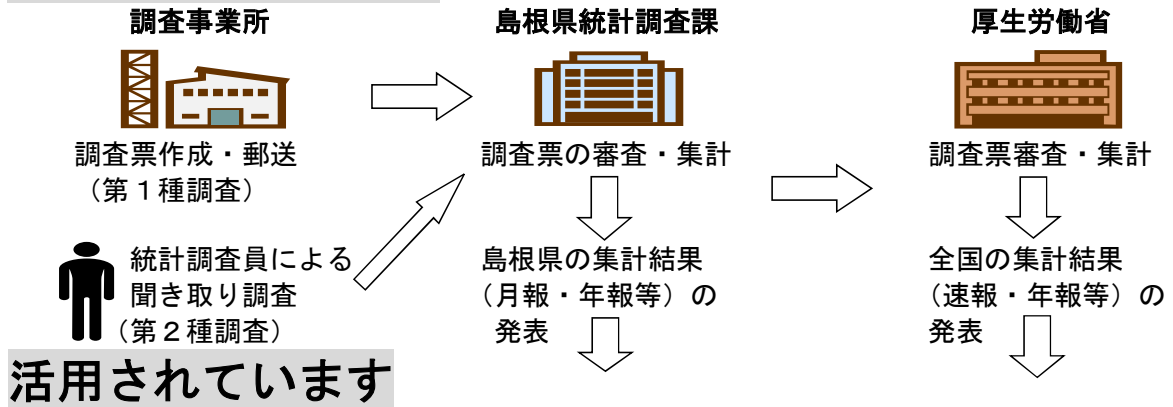 調査事業所
調査票作成・郵送
（第１種調査）
統計調査員による
聞き取り調査
（第２種調査）
島根県統計調査課
調査票の審査・集計
島根県の集計結果
（月報・年報等）の
発表
厚生労働省
調査票審査・集計
全国の集計結果
（速報・年報等）の
発表
活用されています